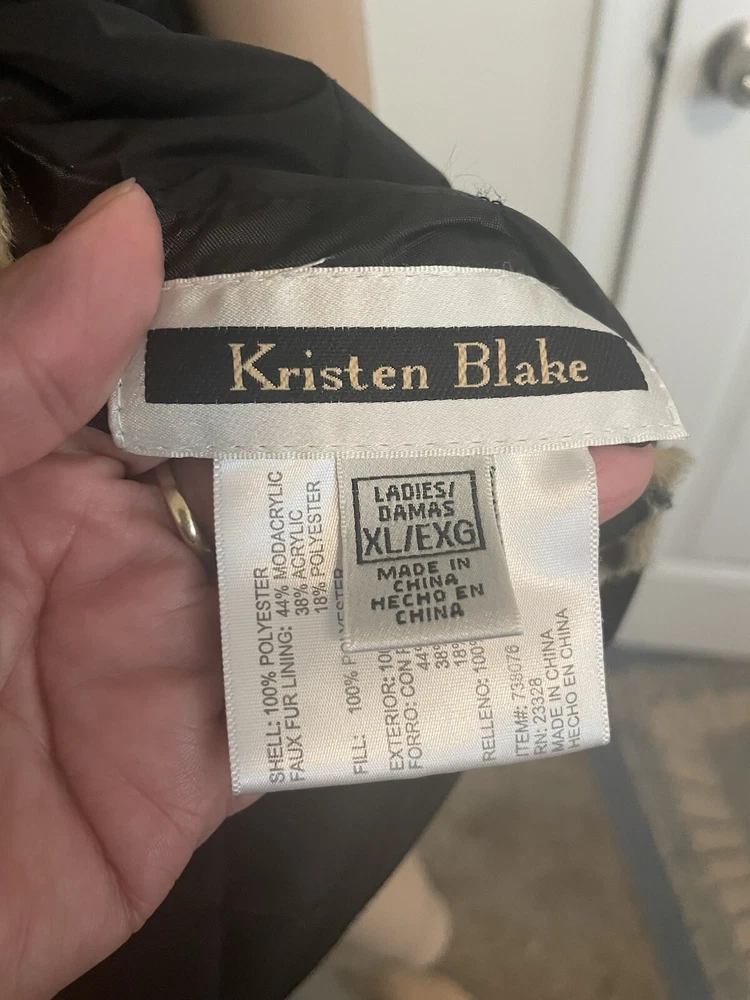 Kristen Blake
LADIES/
DAMAS
XL/EXG
MADE IN
CHINA
HECHO EN
CHINA
SHELL: 100% POLYESTER
FAUX FUR LINING: 44% MODACRYLIC
38% ACRYLIC
18% POLYESTER
FILL: 100% POLYESTER
EXTERIOR:
FORRO: CON
44%
38%
18%
RELLENO: 100%
ITEM#: 738076
RN: 23328
MADE IN CHINA
HECHO EN CHINA